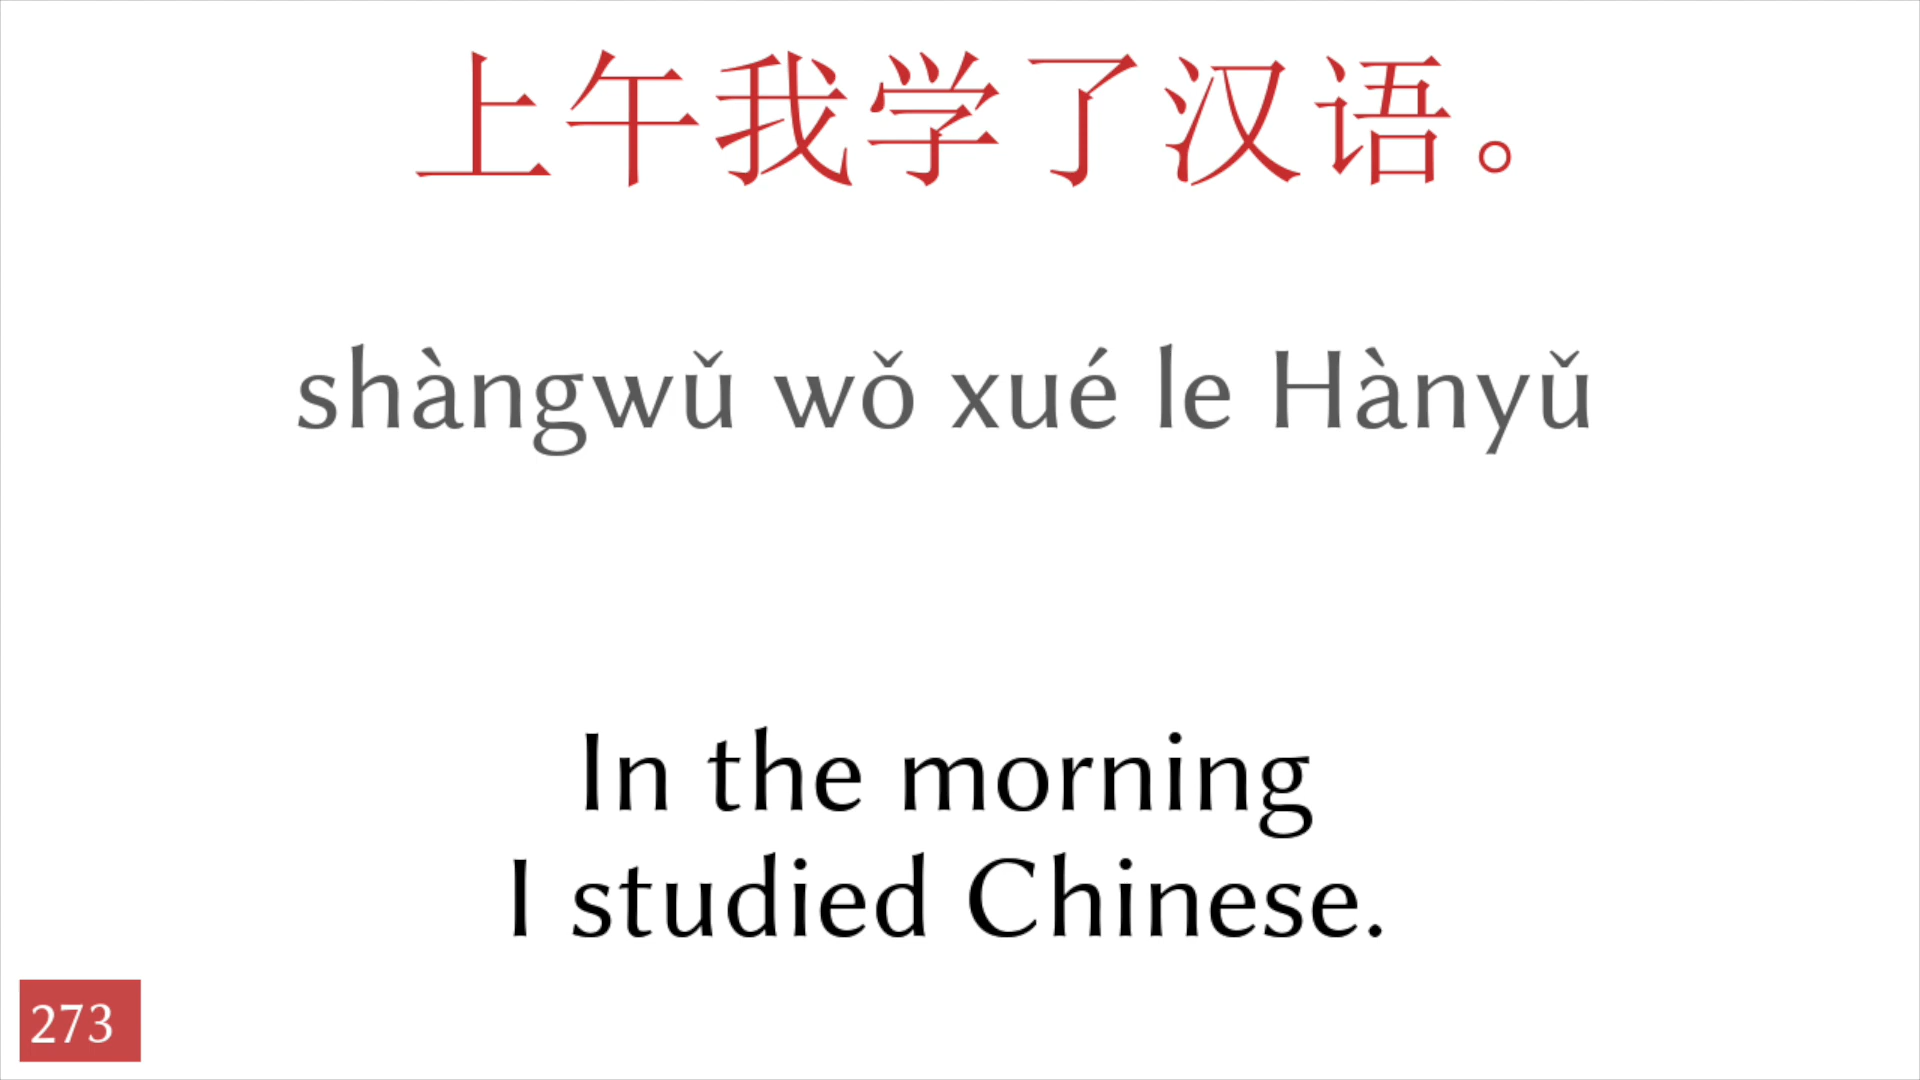 上午我学了汉语。
shàngwǔ wǒ xué le Hànyǔ
In the morning
I studied Chinese.
273